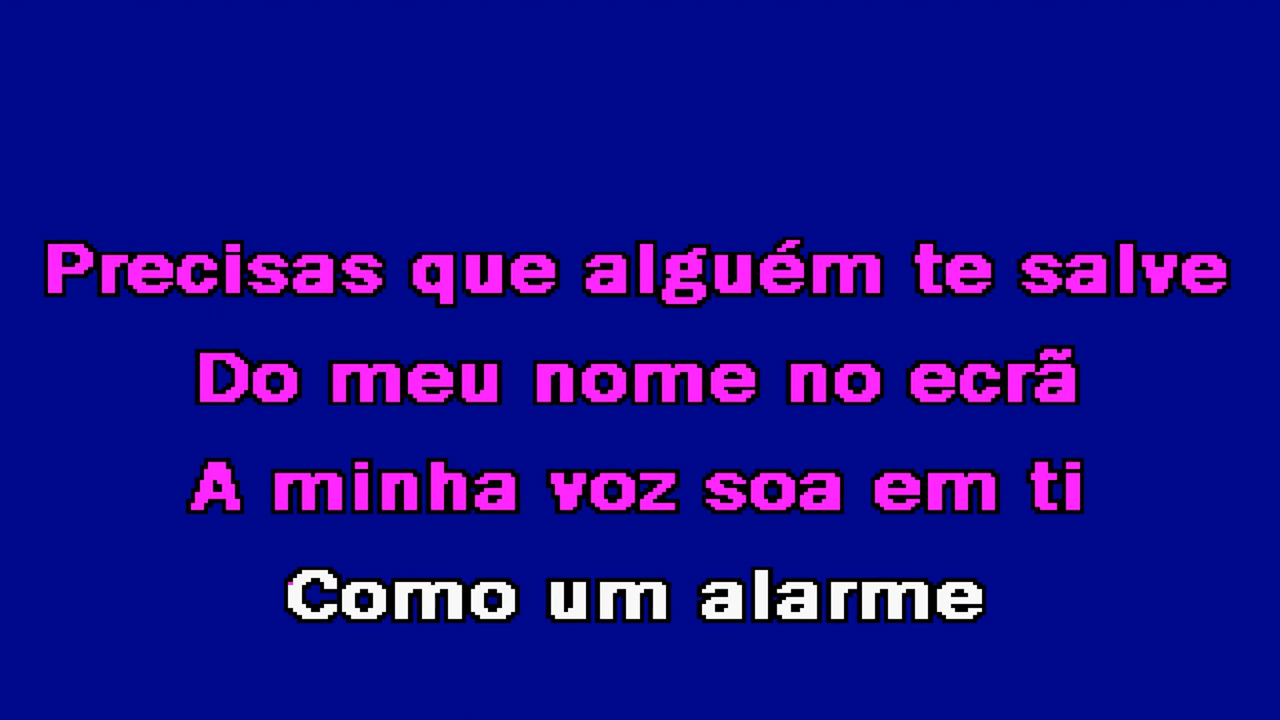 Precisas que alguém te salve
Do meu nome no ecrã
A minha voz soa em ti
Como um alarme